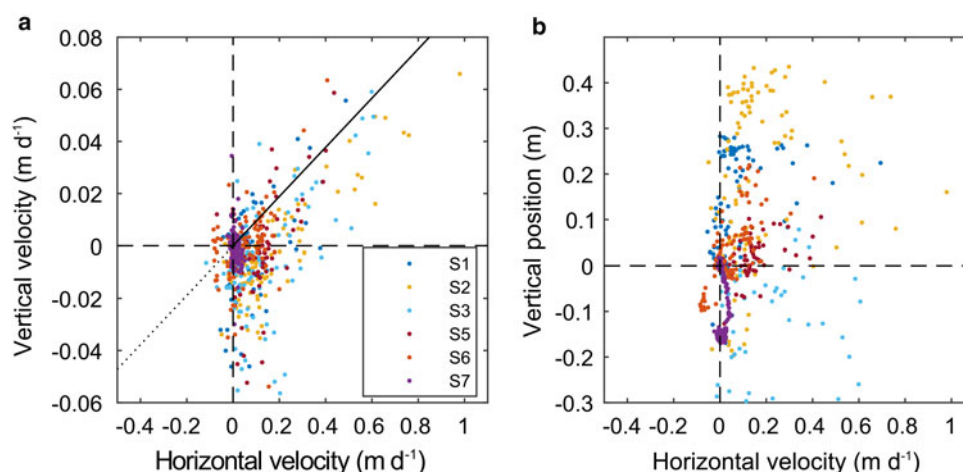 a
0.08
0.06
0.04
0.02
0
-0.02
-0.04
-0.06
Vertical velocity (m d-1)
-0.4 -0.2 0 0.2 0.4 0.6 0.8 1
Horizontal velocity (m d-1)
S1
S2
S3
S5
S6
S7
b
0.4
0.3
0.2
0.1
0
-0.1
-0.2
-0.3
Vertical position (m)
-0.4 -0.2 0 0.2 0.4 0.6 0.8 1
Horizontal velocity (m d-1)